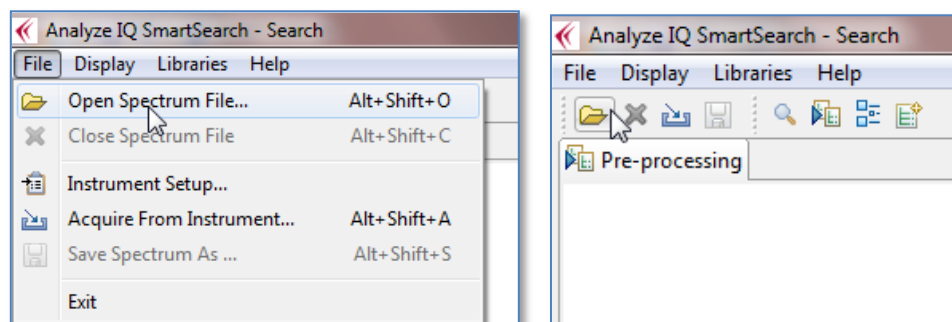 Analyze IQ SmartSearch - Search
File Display Libraries Help
Open Spectrum File... Alt+Shift+O
Close Spectrum File Alt+Shift+C
Instrument Setup...
Acquire From Instrument... Alt+Shift+A
Save Spectrum As ... Alt+Shift+S
Exit
Analyze IQ SmartSearch - Search
File Display Libraries Help
Pre-processing